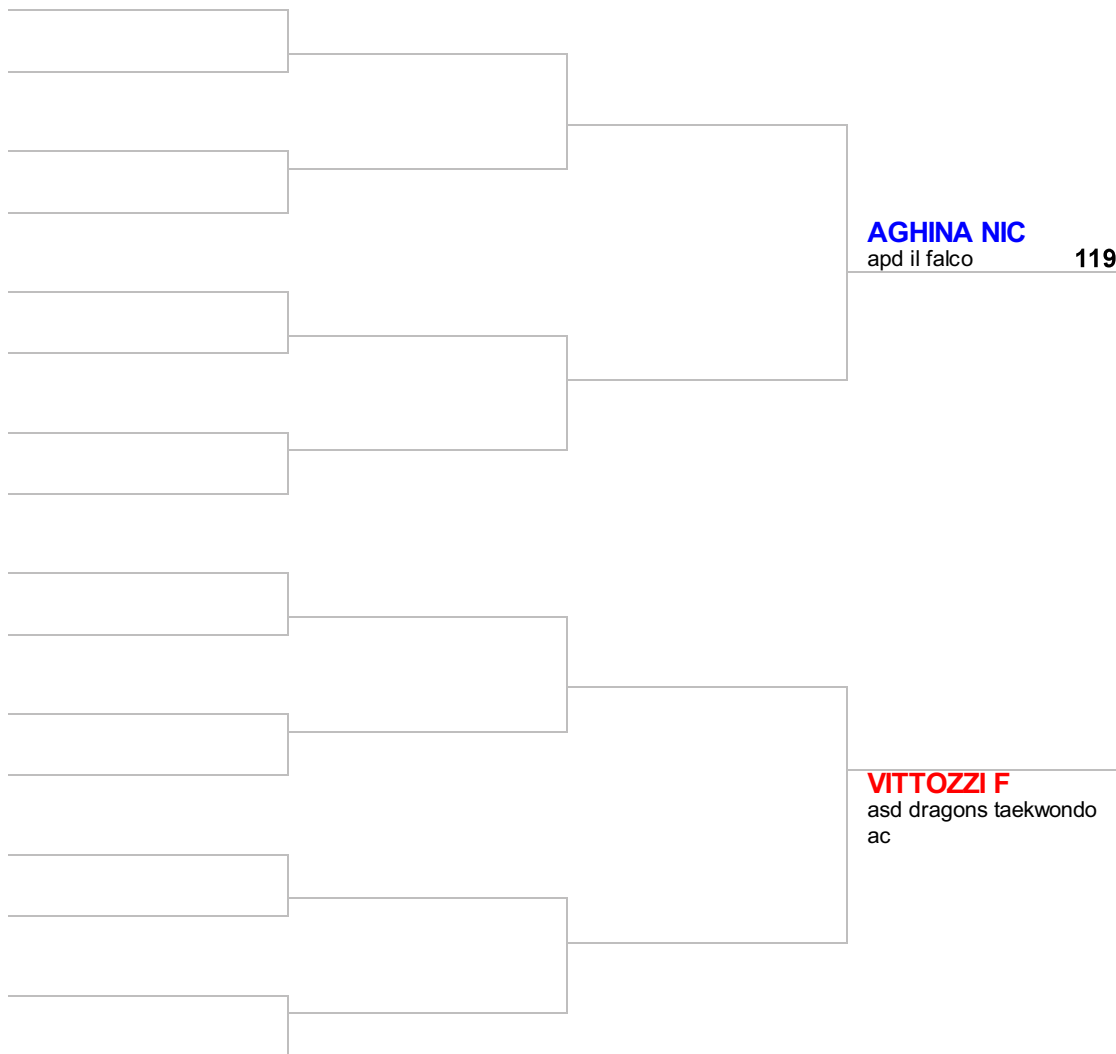 AGHINA NIC
apd il falco 119
VITTOZZI F
asd dragons taekwondo
ac